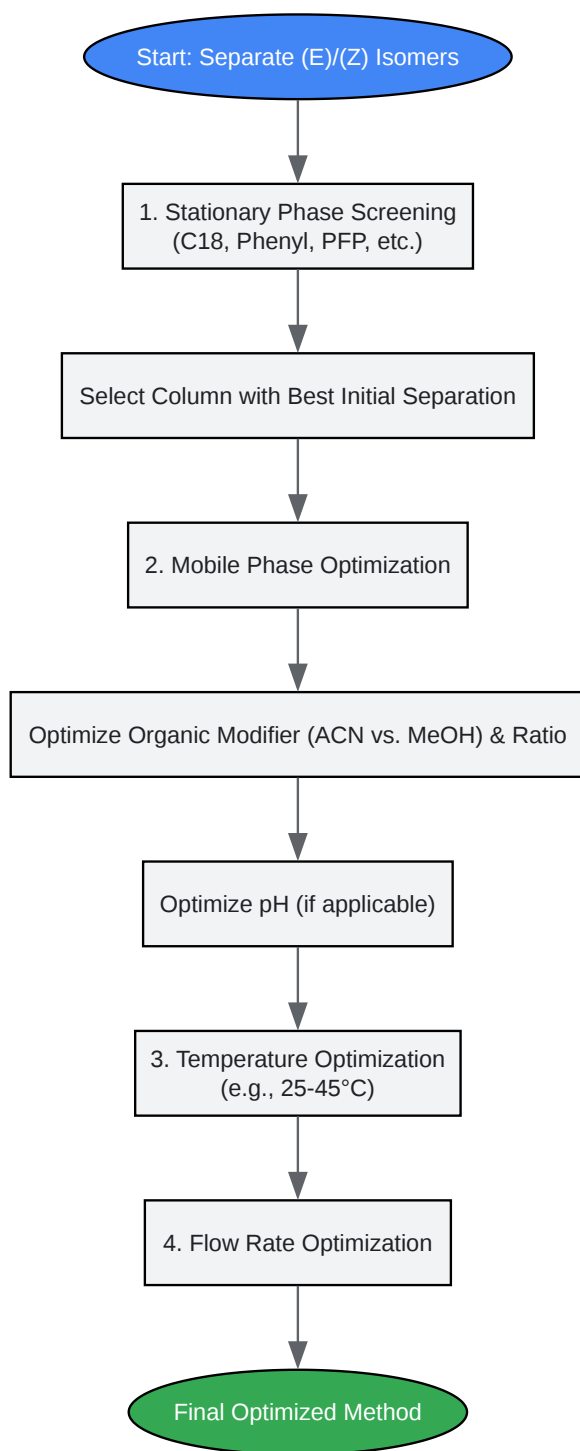 Start: Separate (E)/(Z) Isomers
1. Stationary Phase Screening
(C18, Phenyl, PFP, etc.)
Select Column with Best Initial Separation
2. Mobile Phase Optimization
Optimize Organic Modifier (ACN vs. MeOH) & Ratio
Optimize pH (if applicable)
3. Temperature Optimization
(e.g., 25-45°C)
4. Flow Rate Optimization
Final Optimized Method